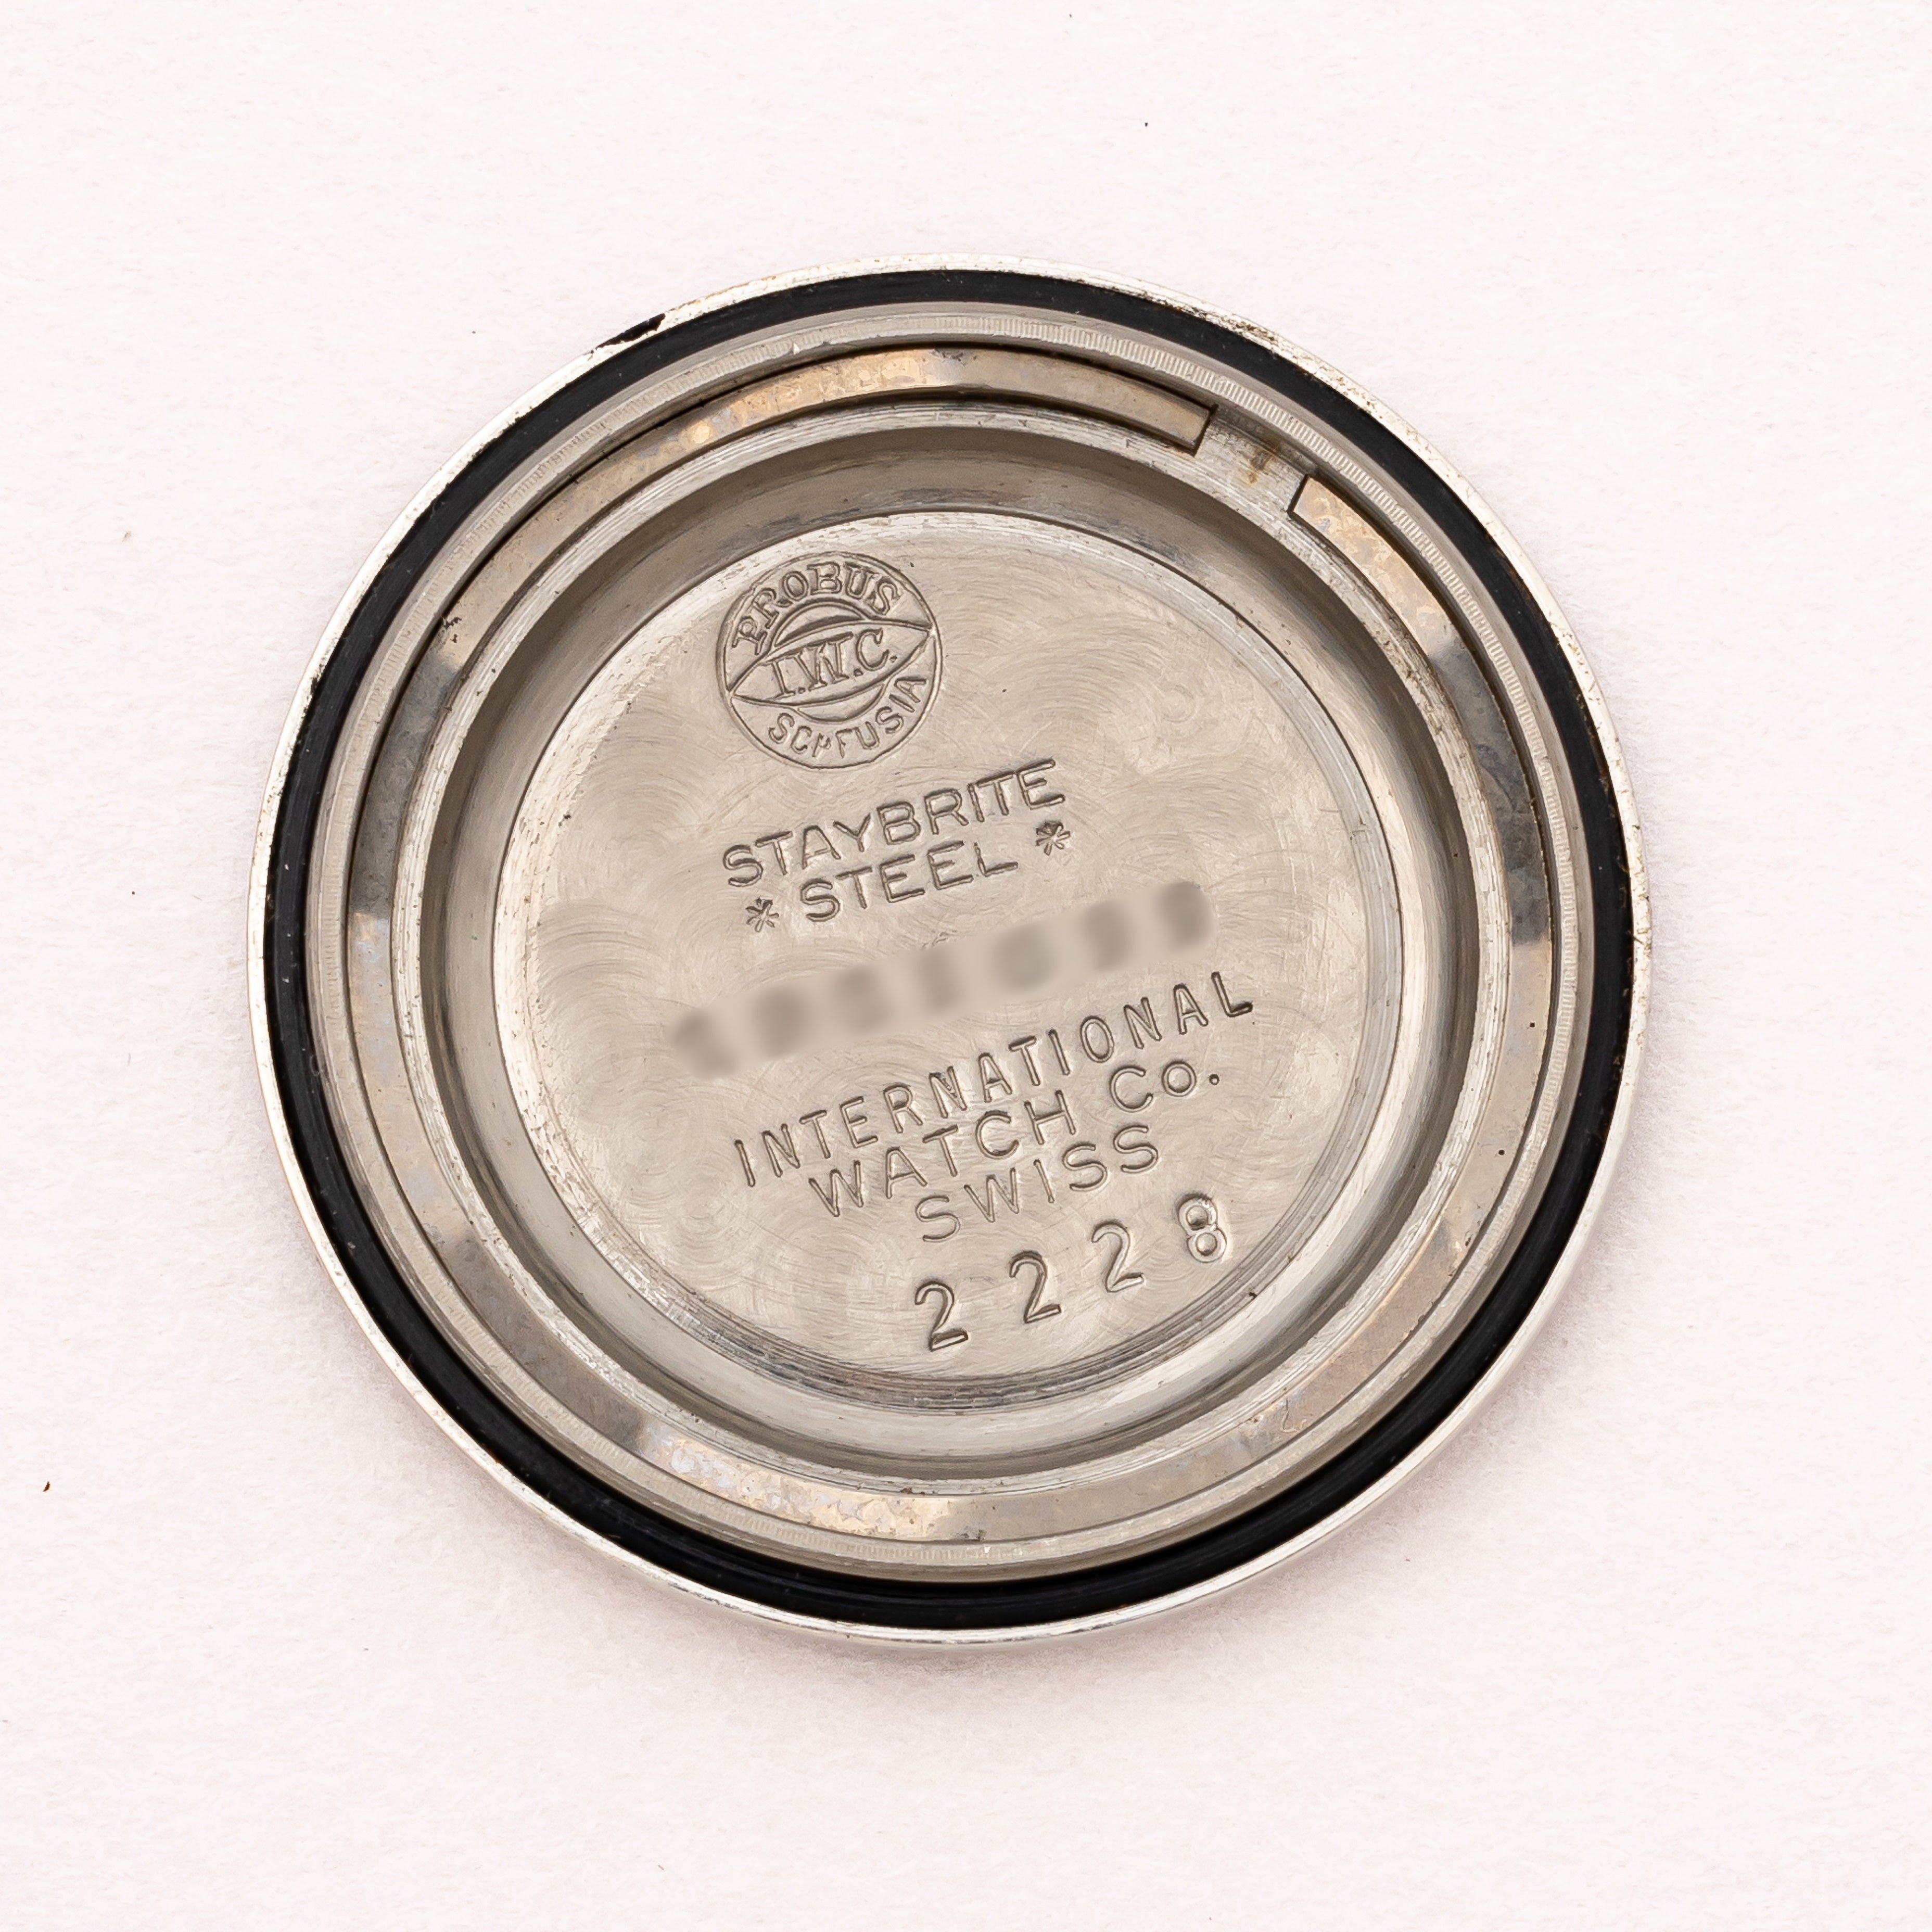 PROBUS
I.W.C.
SCAFUSIA
STAYBRITE
* STEEL *
INTERNATIONAL
WATCH Co.
SWISS
2228